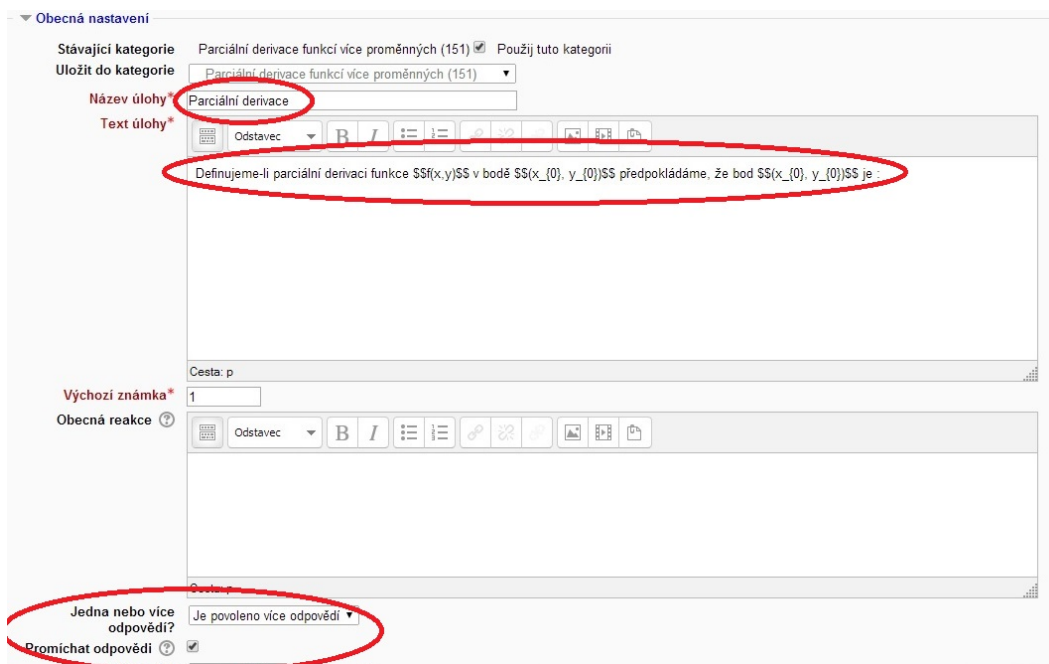 Obecná nastavení
Stávající kategorie Parciální derivace funkcí více proměnných (151) Použij tuto kategorii
Uložit do kategorie Parciální derivace funkcí více proměnných (151)
Název úlohy* Parciální derivace
Text úlohy*
Odstavec B I
Definujeme-li parciální derivaci funkce $$f(x,y)$$ v bodě $$(x_{0}, y_{0})$$ předpokládáme, že bod $$(x_{0}, y_{0})$$ je :
Cesta: p
Výchozí známka* 1
Obecná reakce ?
Odstavec B I
Cesta: p
Jedna nebo více odpovědí? Je povoleno více odpovědí
Promíchat odpovědi ?